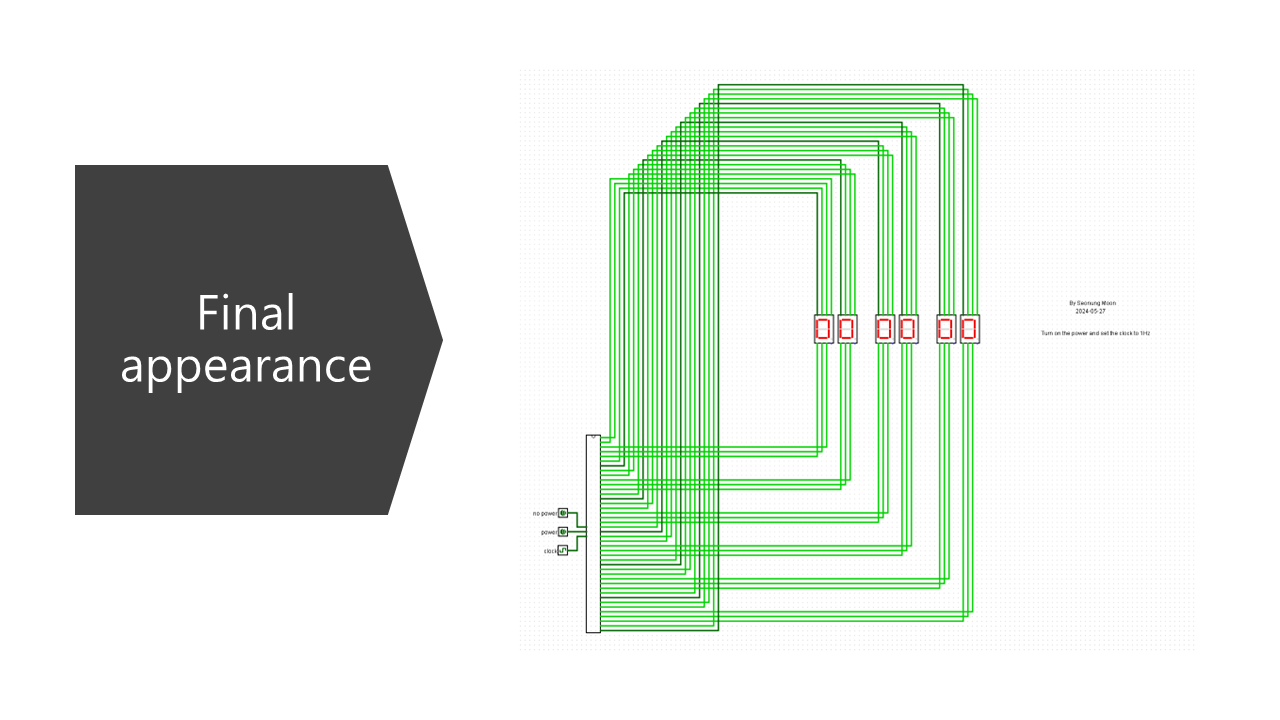 Final
appearance
By Seonung Moon
2024-05-27
Turn on the power and set the clock to 1Hz
no power
power
clock